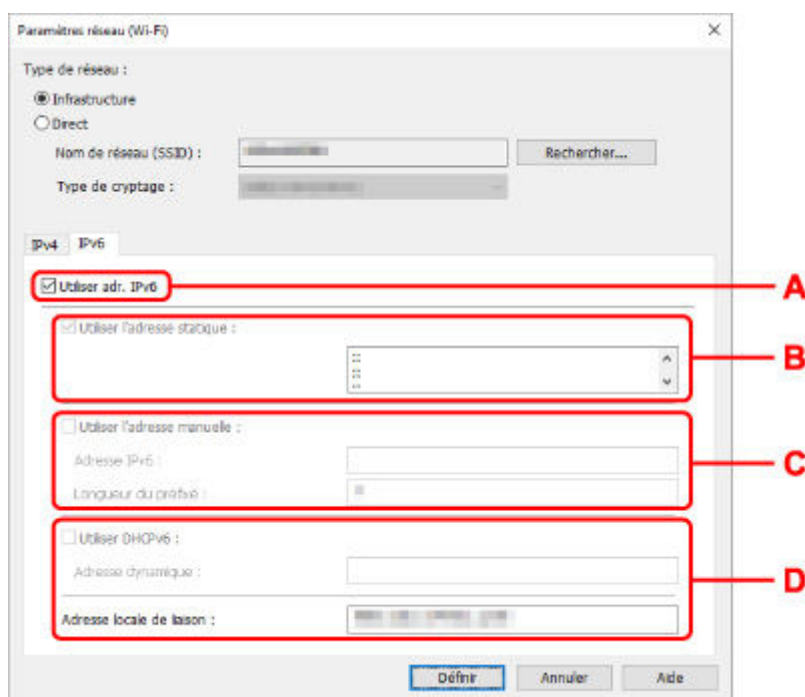 Paramètres réseau (Wi-Fi)
Type de réseau :
Infrastructure
Direct
Nom de réseau (SSID) :
Rechercher...
Type de cryptage :
IPv4 IPv6
Utiliser adr. IPv6
A
Utiliser l'adresse statique :
::
::
::
B
Utiliser l'adresse manuelle :
Adresse IPv6 :
C
Longueur du préfixe :
Utiliser DHCPv6 :
Adresse dynamique :
D
Adresse locale de liaison :
Définir Annuler Aide